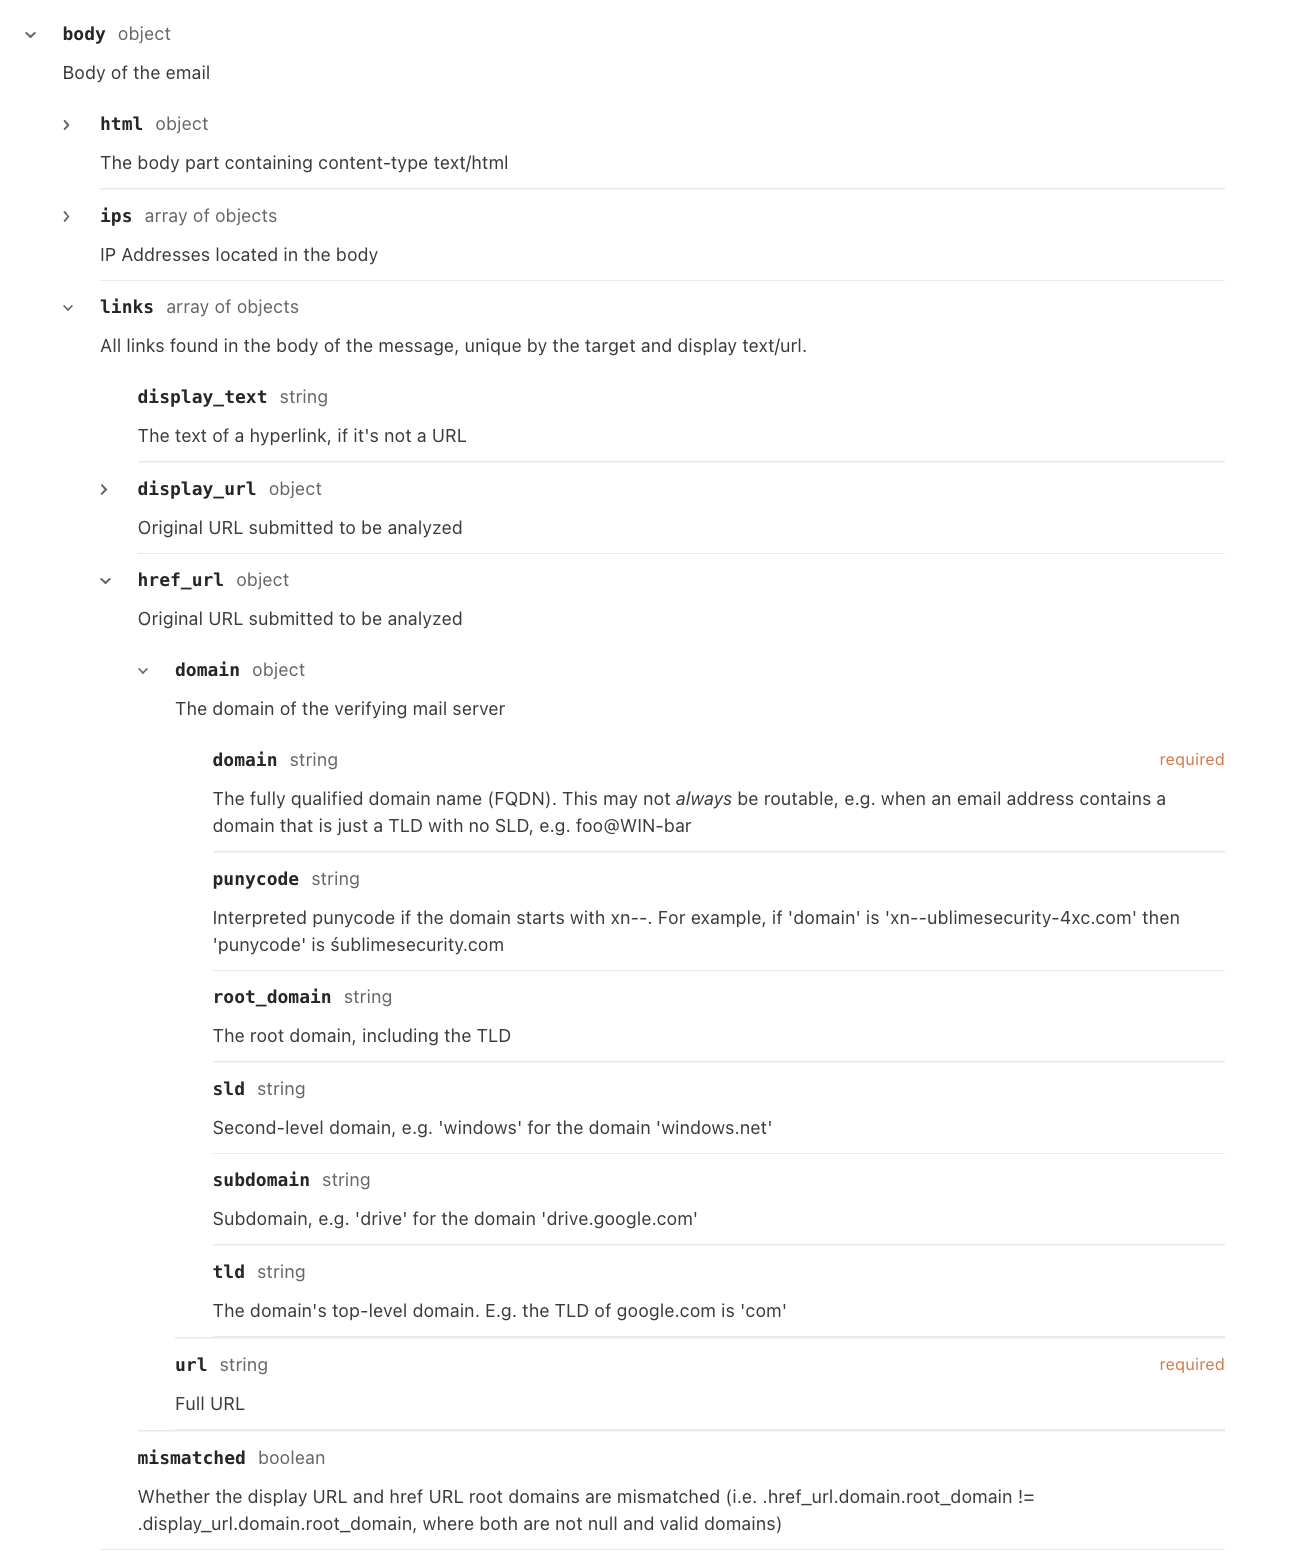 body object
Body of the email
html object
The body part containing content-type text/html
ips array of objects
IP Addresses located in the body
links array of objects
All links found in the body of the message, unique by the target and display text/url.
display_text string
The text of a hyperlink, if it's not a URL
display_url object
Original URL submitted to be analyzed
href_url object
Original URL submitted to be analyzed
domain object
The domain of the verifying mail server
domain string required
The fully qualified domain name (FQDN). This may not always be routable, e.g. when an email address contains a
domain that is just a TLD with no SLD, e.g. foo@WIN-bar
punycode string
Interpreted punycode if the domain starts with xn--. For example, if 'domain' is 'xn--ublimesecurity-4xc.com' then
'punycode' is śublimesecurity.com
root_domain string
The root domain, including the TLD
sld string
Second-level domain, e.g. 'windows' for the domain 'windows.net'
subdomain string
Subdomain, e.g. 'drive' for the domain 'drive.google.com'
tld string
The domain's top-level domain. E.g. the TLD of google.com is 'com'
url string required
Full URL
mismatched boolean
Whether the display URL and href URL root domains are mismatched (i.e. .href_url.domain.root_domain !=
.display_url.domain.root_domain, where both are not null and valid domains)